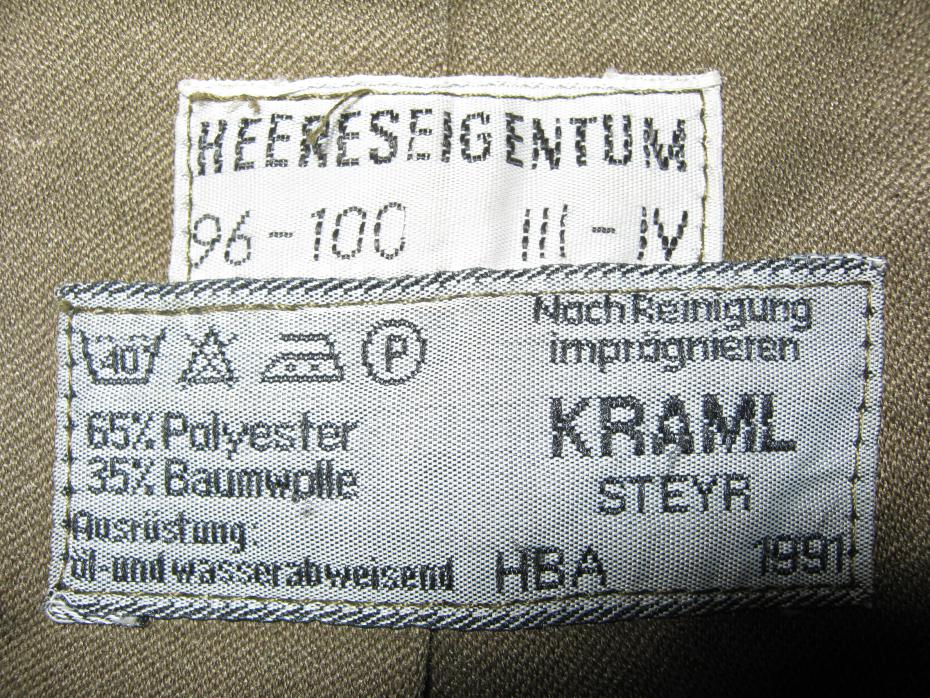 HEERESEIGENTUM
96-100 III-IV
40 P
Nach Reinigung
imprägnieren
65% Polyester
35% Baumwolle
KRAML
STEYR
Ausrüstung:
öl-und wasserabweisend
HBA 1991